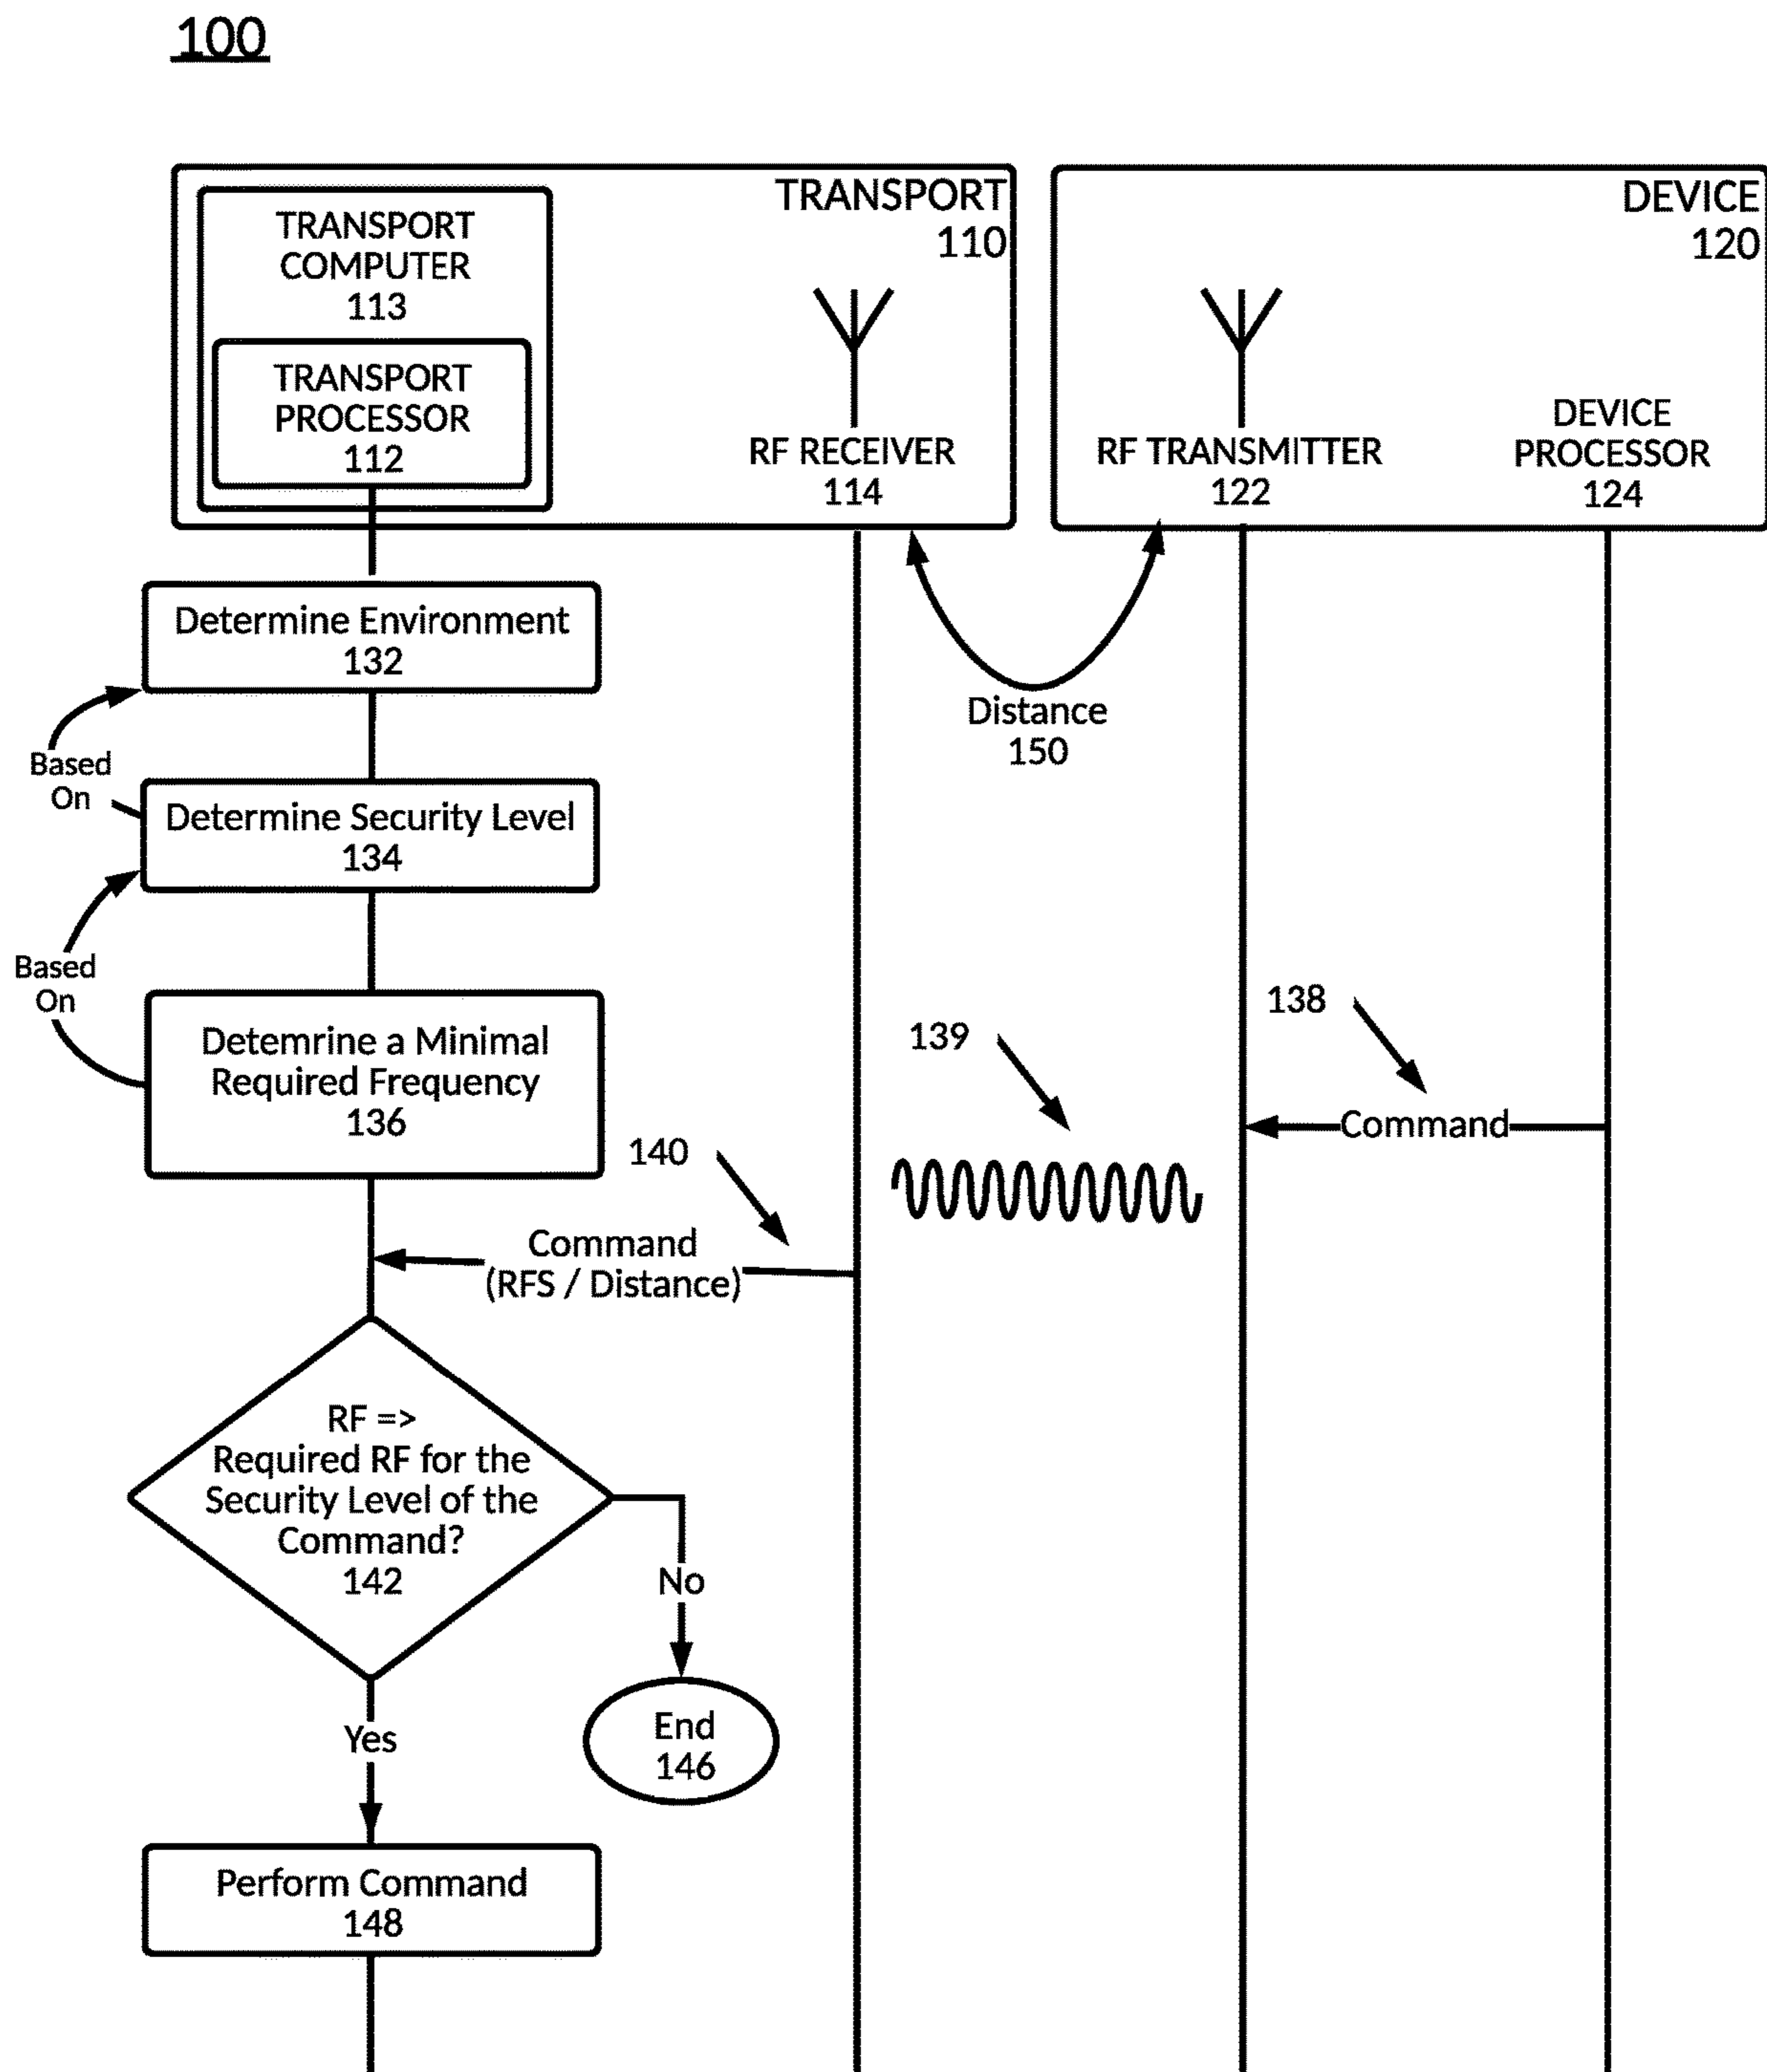 100
TRANSPORT
110
TRANSPORT
COMPUTER
113
TRANSPORT
PROCESSOR
112
RF RECEIVER
114
DEVICE
120
RF TRANSMITTER
122
DEVICE
PROCESSOR
124
Determine Environment
132
Distance
150
Based
On
Determine Security Level
134
Based
On
Detemrine a Minimal
Required Frequency
136
138
139
Command
140
Command
(RFS / Distance)
RF =>
Required RF for the
Security Level of the
Command?
142
No
Yes
End
146
Perform Command
148